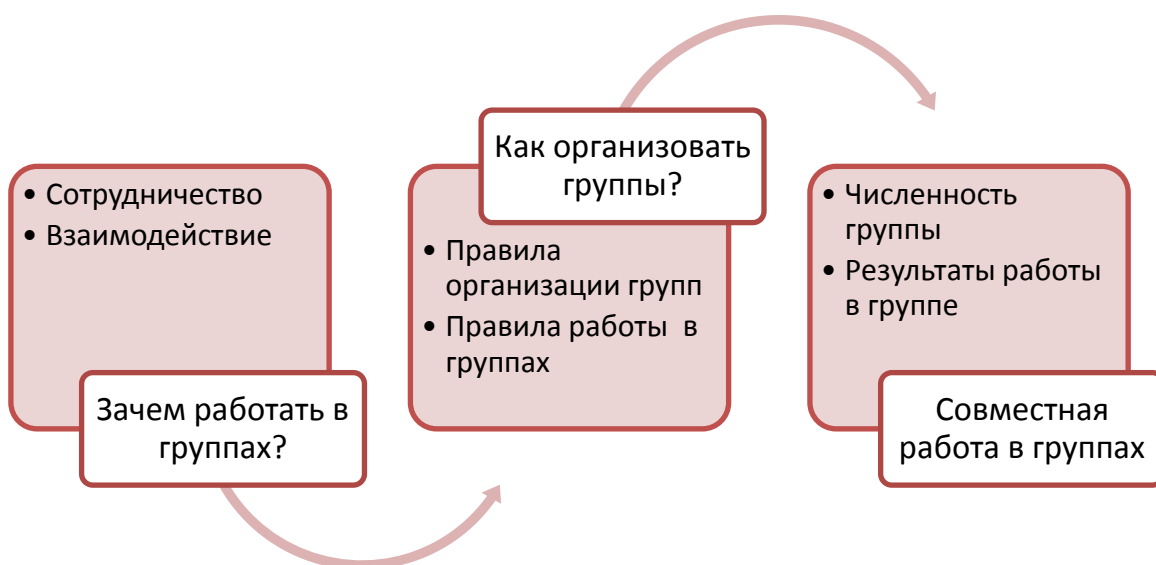 • Сотрудничество
• Взаимодействие
Зачем работать в
группах?
Как организовать
группы?
• Правила
организации групп
• Правила работы в
группах
• Численность
группы
• Результаты работы
в группе
Совместная
работа в группах